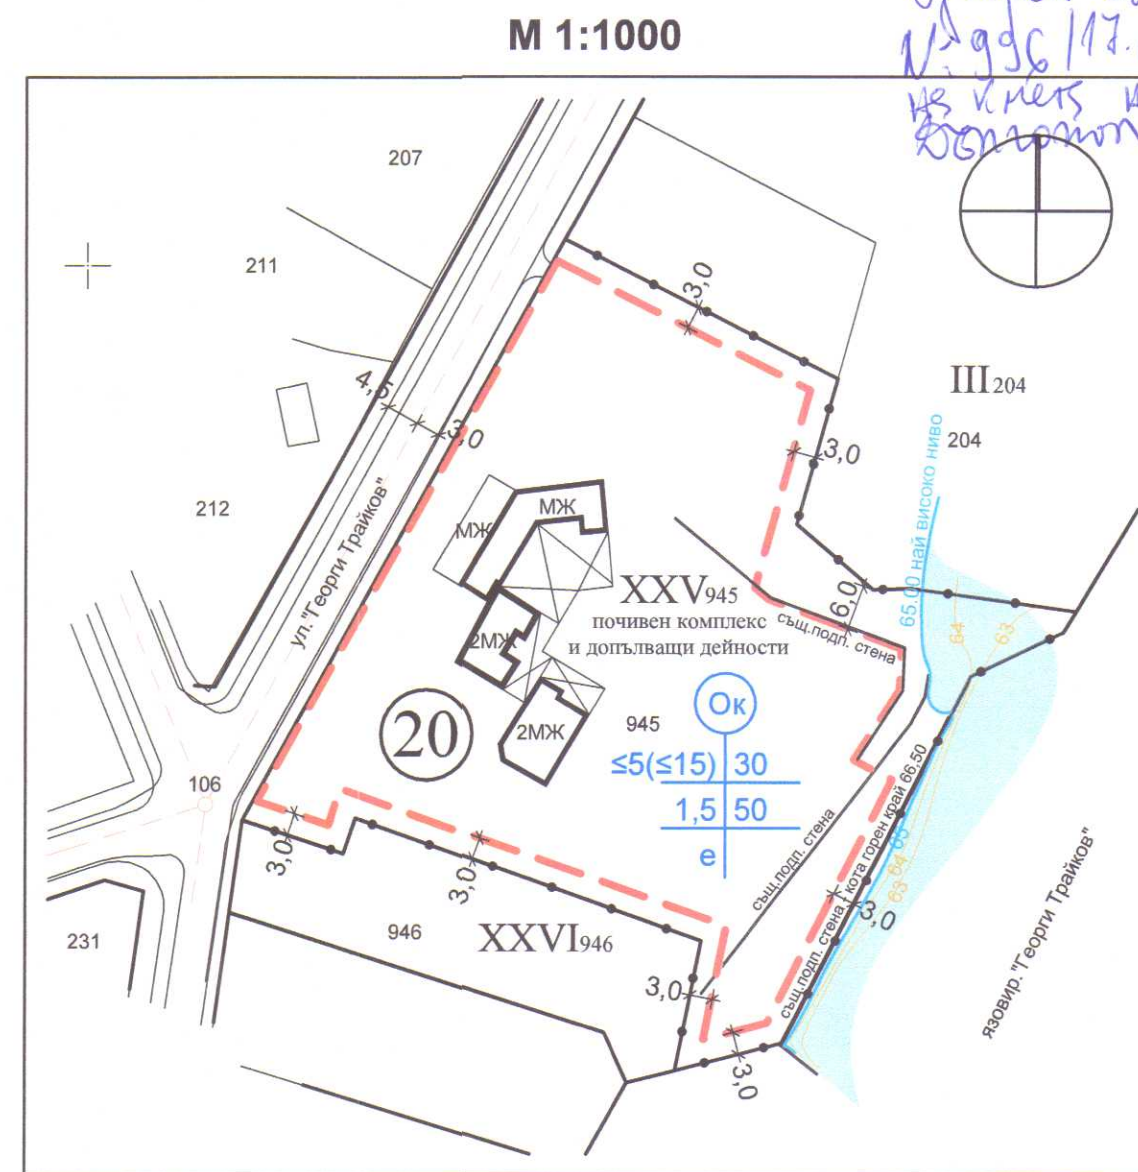 М 1:1000
№ 996/17.
на Кмета
207
211
3,0
III204
204
4,5
3,0
3,0
65.00 най високо ниво
212
МЖ
МЖ
ул. "Георги Трайков"
XXV945
6,0
почивен комплекс
същ.подп. стена
и допълващи дейности
64
63
2МЖ
20
945
Ок
2МЖ
≤5(≤15) 30
1,5 50
е
106
същ.подп. стена
същ.подп. стена, кота горен край 66,50
65
64
63
3,0
3,0
3,0
231
946
XXVI946
3,0
3,0
язовир. "Георги Трайков"